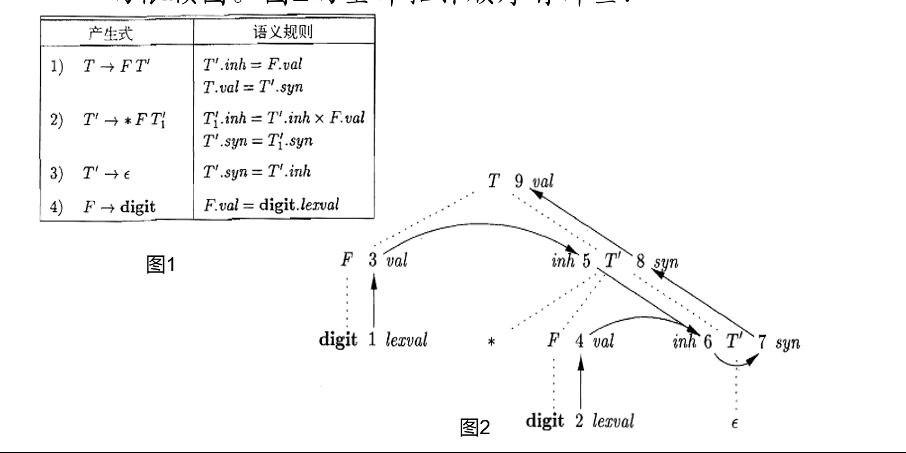 产生式 语义规则
1) T → F T′ T′.inh = F.val
T.val = T′.syn
2) T′ → * F T′₁ T′₁.inh = T′.inh × F.val
T′.syn = T′₁.syn
3) T′ → ϵ T′.syn = T′.inh
4) F → digit F.val = digit.lexval
图1
T 9 val
F 3 val inh 5 T′ 8 syn
digit 1 lexval * F 4 val inh 6 T′ 7 syn
digit 2 lexval ϵ
图2